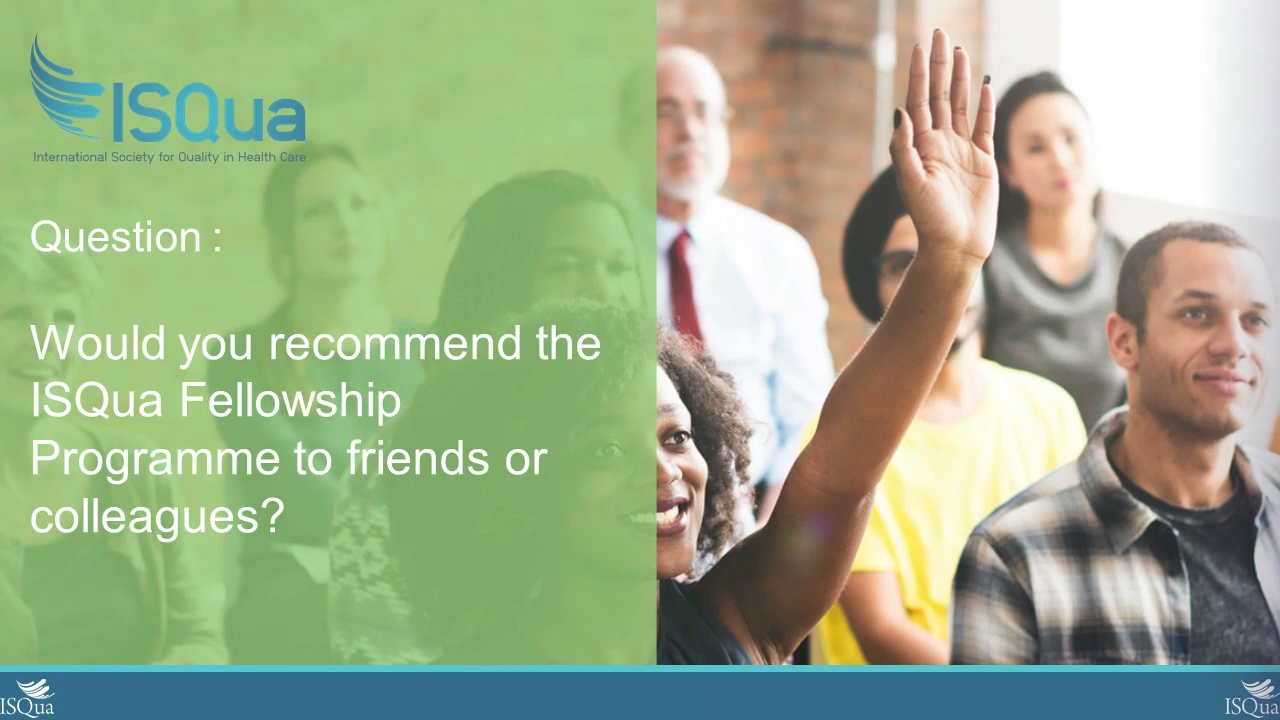 ISQua
International Society for Quality in Health Care
Question :
Would you recommend the
ISQua Fellowship
Programme to friends or
colleagues?
ISQua
ISQua